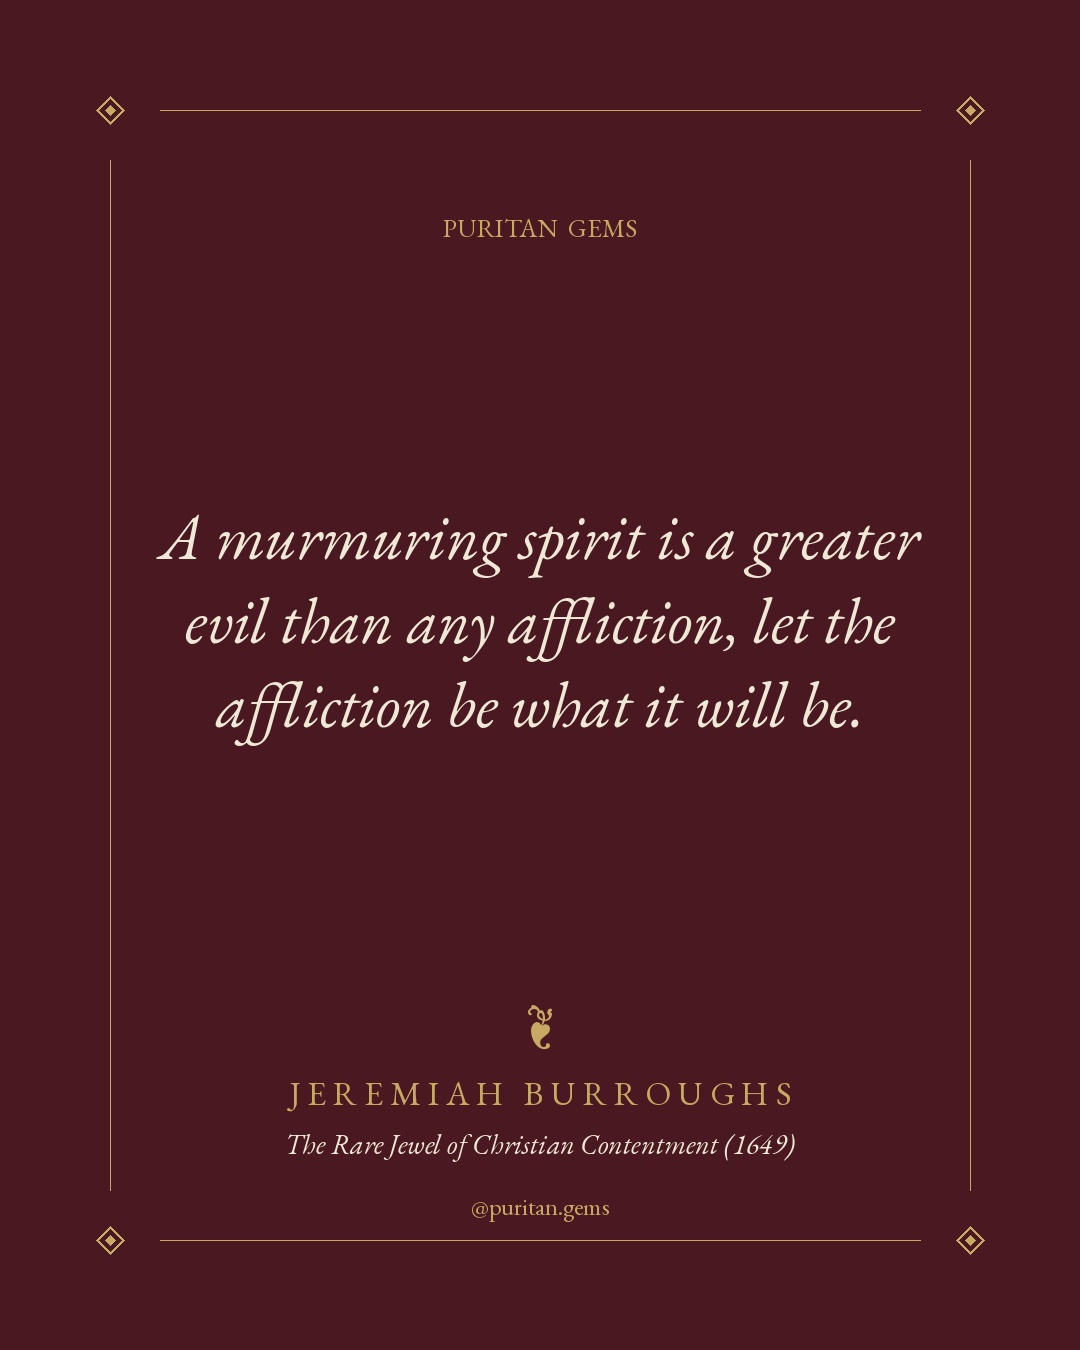 PURITAN GEMS
A murmuring spirit is a greater
evil than any affliction, let the
affliction be what it will be.
JEREMIAH BURROUGHS
The Rare Jewel of Christian Contentment (1649)
@puritan.gems